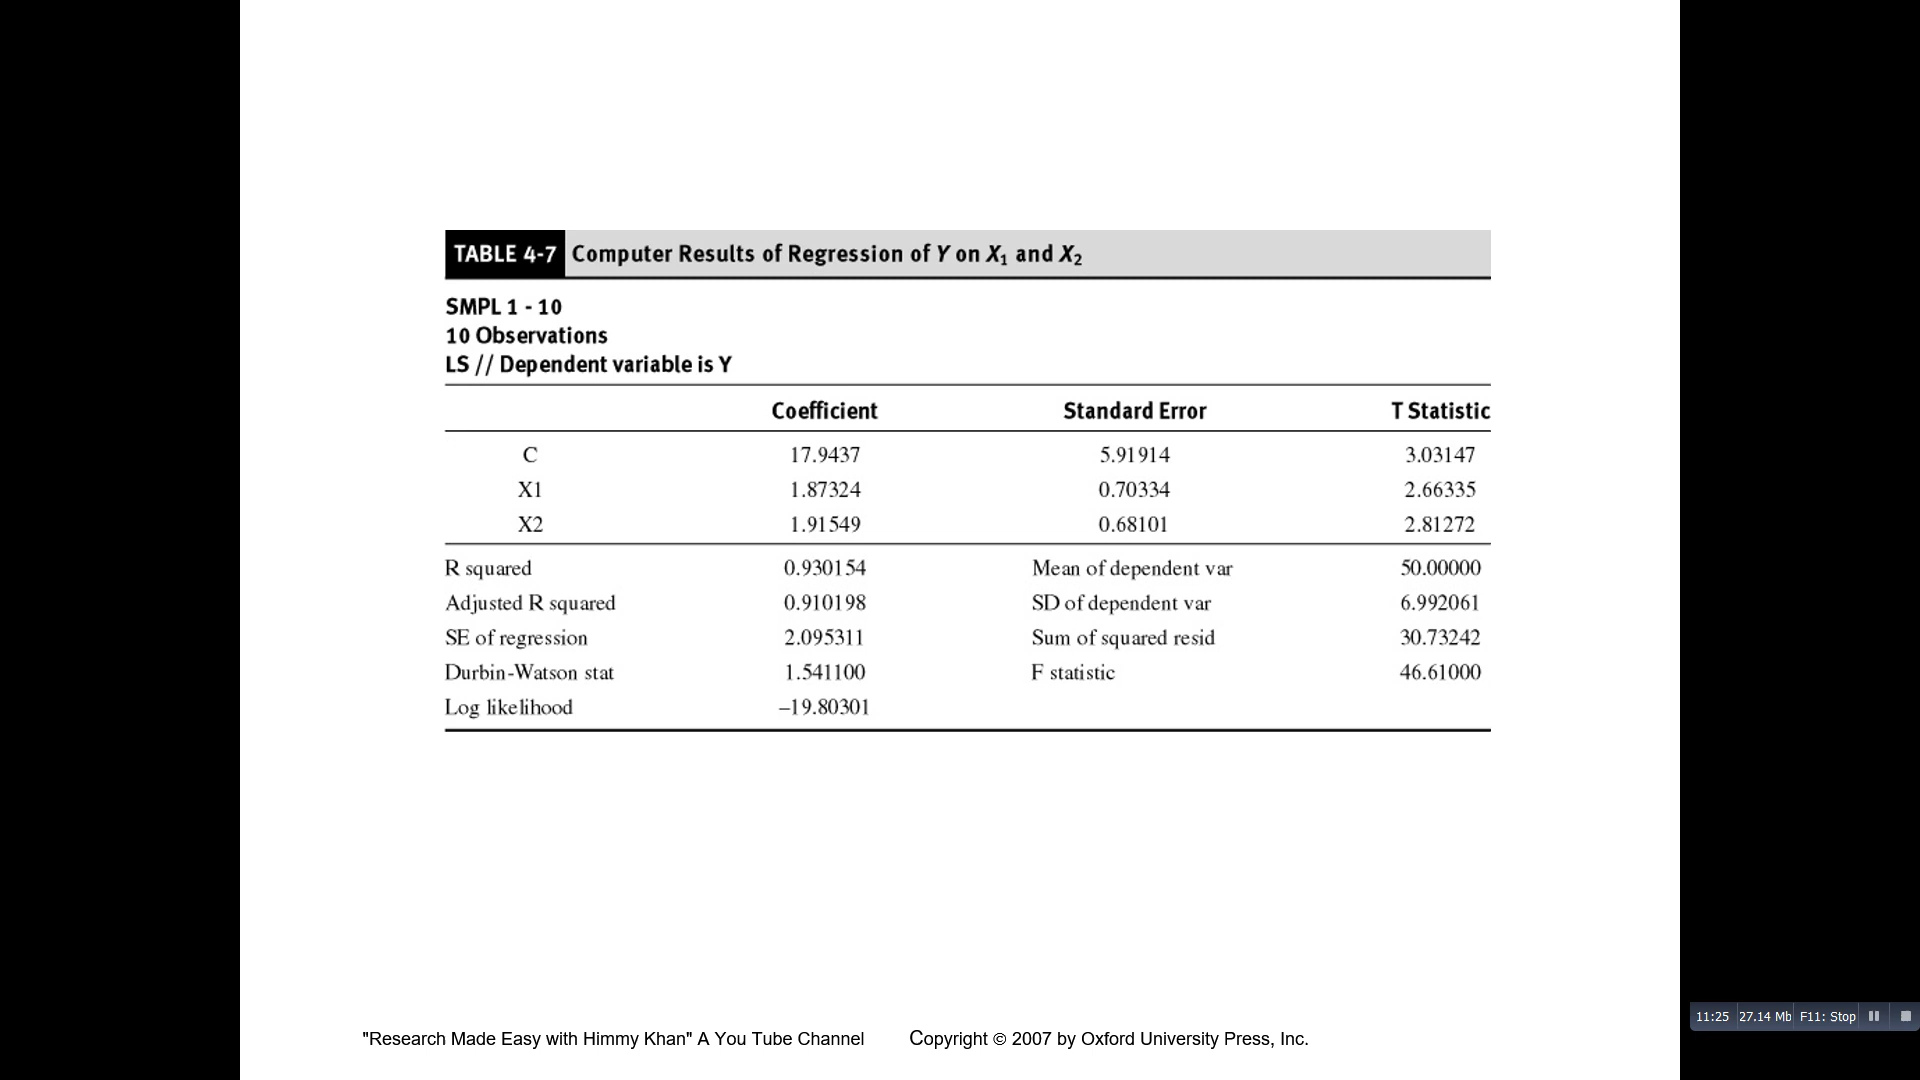 TABLE 4-7 Computer Results of Regression of Y on X₁ and X₂
SMPL 1 - 10
10 Observations
LS // Dependent variable is Y
Coefficient Standard Error T Statistic
C 17.9437 5.91914 3.03147
X1 1.87324 0.70334 2.66335
X2 1.91549 0.68101 2.81272
R squared 0.930154 Mean of dependent var 50.00000
Adjusted R squared 0.910198 SD of dependent var 6.992061
SE of regression 2.095311 Sum of squared resid 30.73242
Durbin-Watson stat 1.541100 F statistic 46.61000
Log likelihood –19.80301
"Research Made Easy with Himmy Khan" A You Tube Channel Copyright © 2007 by Oxford University Press, Inc.
11:25 27.14 Mb F11: Stop